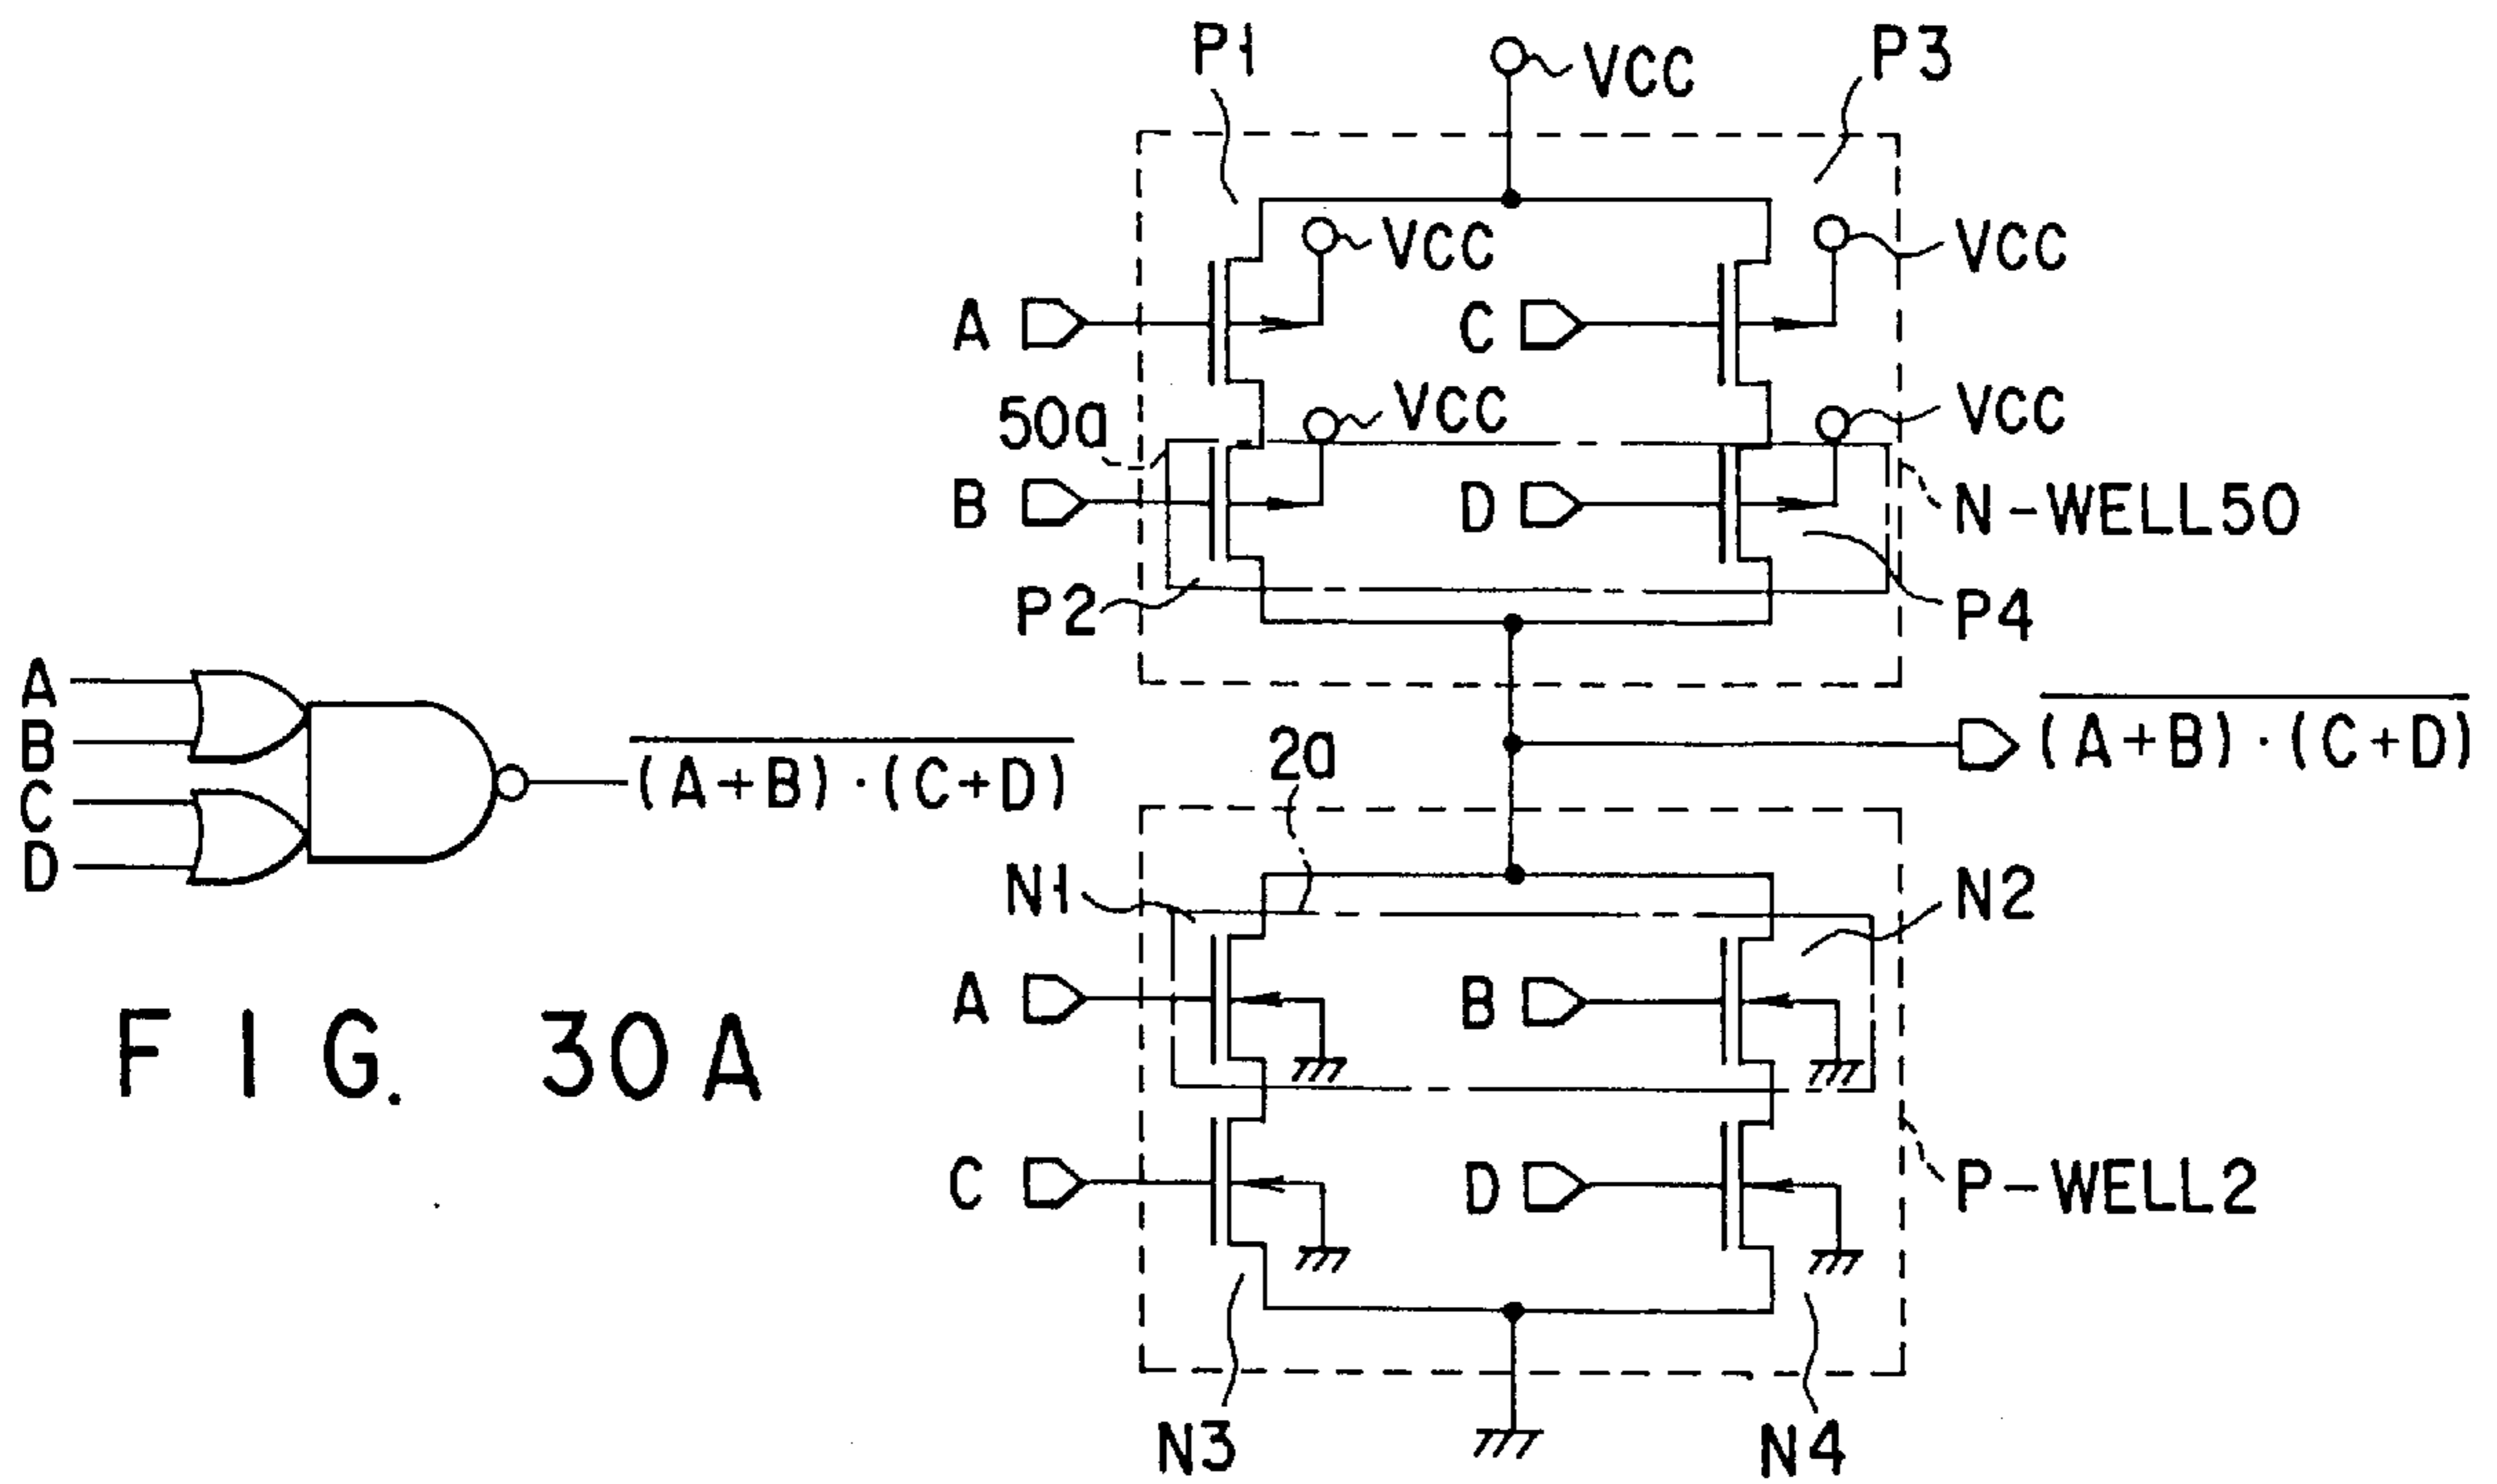 P1
VCC
P3
VCC
VCC
A
C
50a
VCC
VCC
B
D
N-WELL50
P2
P4
A
B
C
D
(A+B)·(C+D)
(A+B)·(C+D)
2a
N1
N2
A
B
FIG. 30A
C
D
P-WELL2
N3
N4